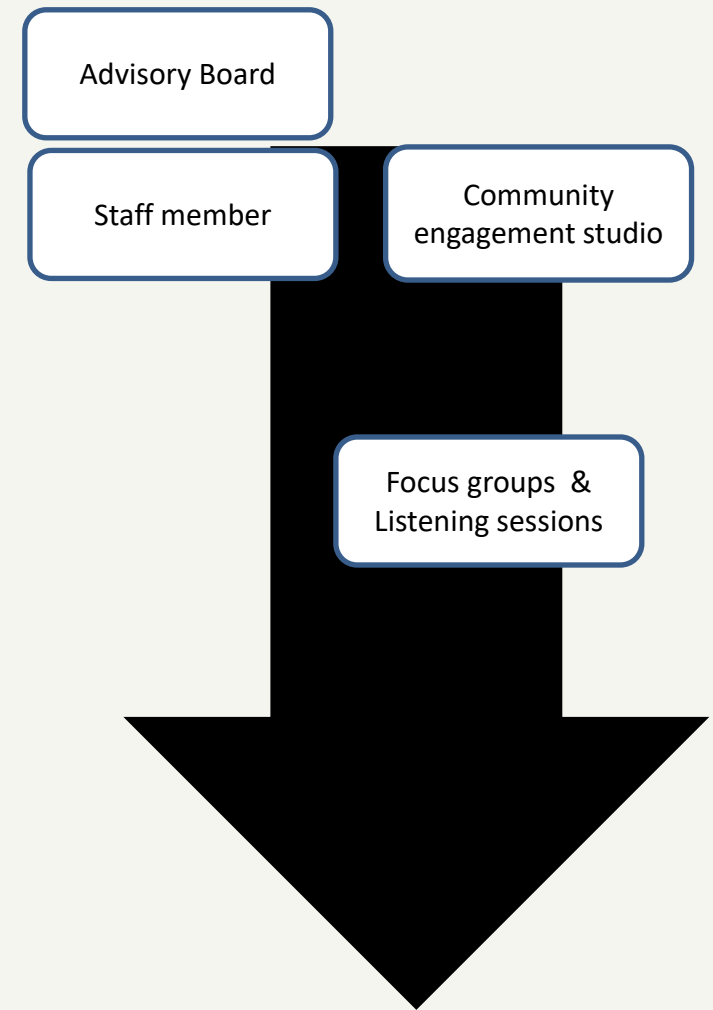 Advisory Board
Staff member
Community
engagement studio
Focus groups  &
Listening sessions